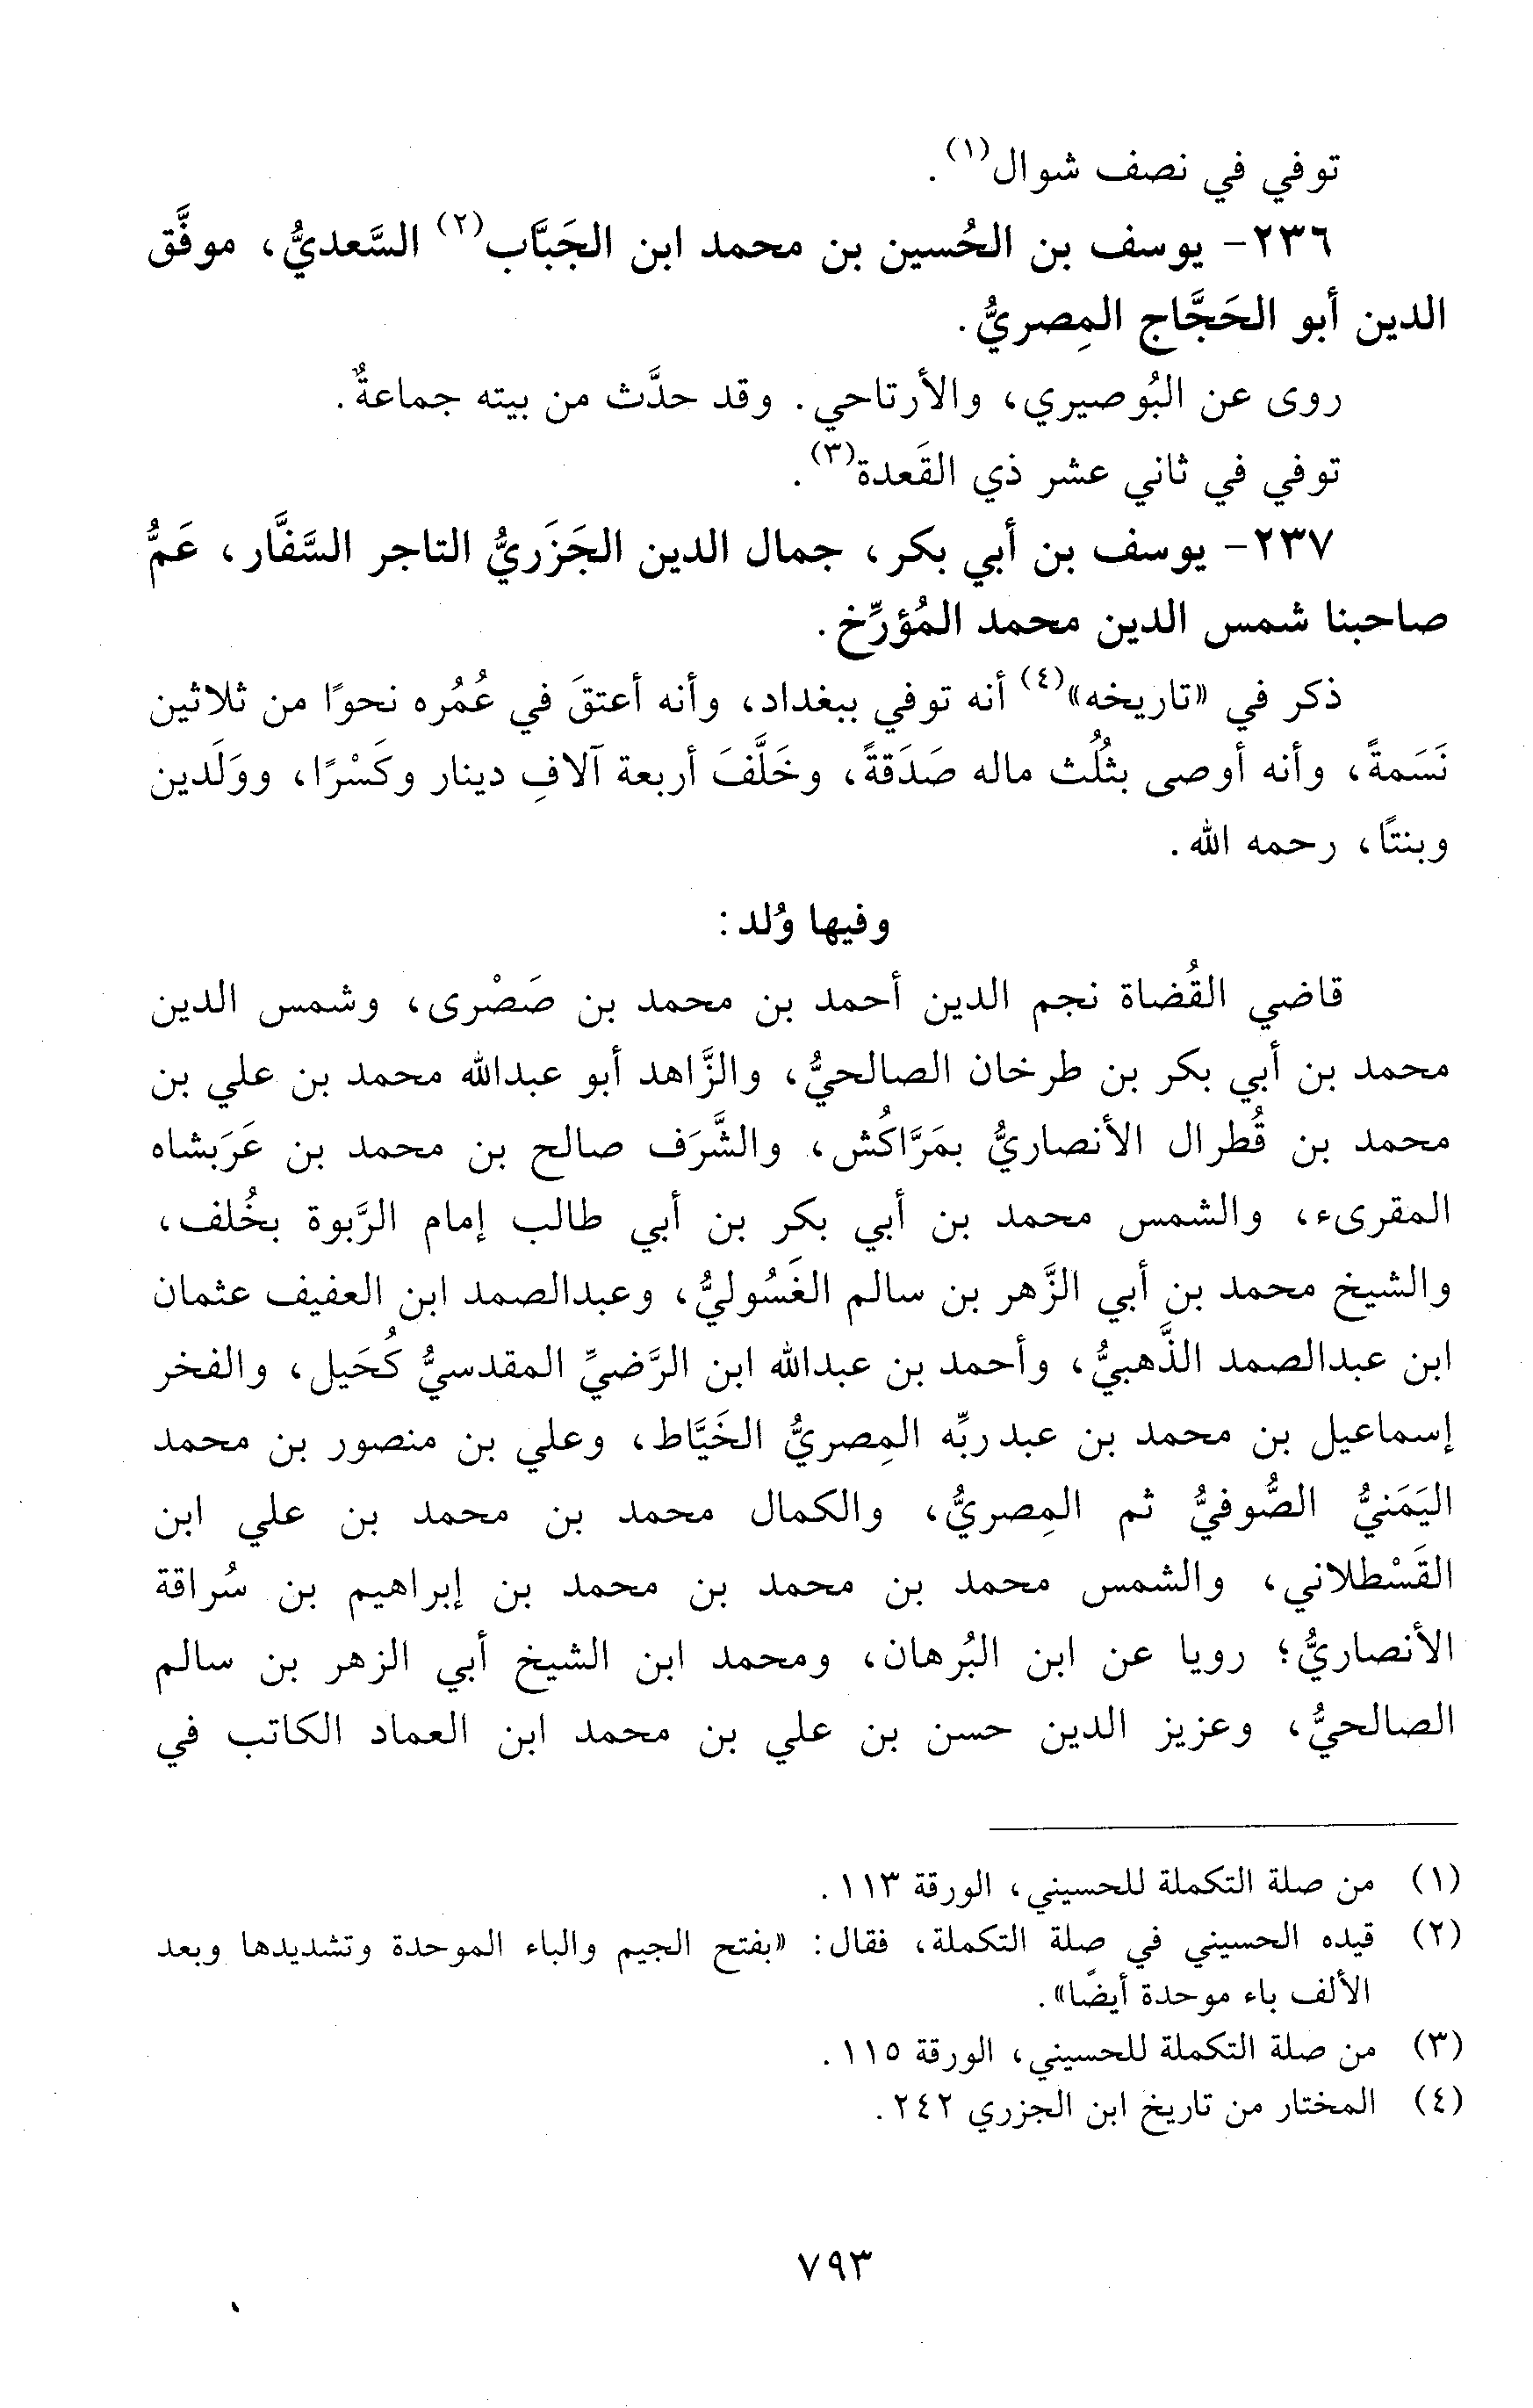 توفي في نصف شوال(١).
٢٣٦- يوسف بن الحُسين بن محمد ابن الجَبَّاب(٢) السَّعديُّ، موفَّق
الدين أبو الحَجَّاج المِصريُّ.
روى عن البُوصيري، والأرتاحي. وقد حدَّث من بيته جماعةٌ.
توفي في ثاني عشر ذي القَعدة(٣).
٢٣٧- يوسف بن أبي بكر، جمال الدين الجَزَريُّ التاجر السَّفَّار، عَمُّ
صاحبنا شمس الدين محمد المُؤرِّخ.
ذكر في «تاريخه»(٤) أنه توفي ببغداد، وأنه أعتقَ في عُمُره نحوًا من ثلاثين
نَسَمةً، وأنه أوصى بثُلُث ماله صَدَقةً، وخَلَّفَ أربعة آلافِ دينار وكَسْرًا، ووَلَدين
وبنتًا، رحمه الله.
وفيها وُلد:
قاضي القُضاة نجم الدين أحمد بن محمد بن صَصْرى، وشمس الدين
محمد بن أبي بكر بن طرخان الصالحيُّ، والزَّاهد أبو عبدالله محمد بن علي بن
محمد بن قُطرال الأنصاريُّ بمَرَّاكُش، والشَّرَف صالح بن محمد بن عَرَبشاه
المقرىء، والشمس محمد بن أبي بكر بن أبي طالب إمام الرَّبوة بخُلف،
والشيخ محمد بن أبي الزَّهر بن سالم الغَسُوليُّ، وعبدالصمد ابن العفيف عثمان
ابن عبدالصمد الذَّهبيُّ، وأحمد بن عبدالله ابن الرَّضيِّ المقدسيُّ كُحَيل، والفخر
إسماعيل بن محمد بن عبدربِّه المِصريُّ الخَيَّاط، وعلي بن منصور بن محمد
اليَمَنيُّ الصُّوفيُّ ثم المِصريُّ، والكمال محمد بن محمد بن علي ابن
القَسْطلاني، والشمس محمد بن محمد بن محمد بن إبراهيم بن سُراقة
الأنصاريُّ؛ رويا عن ابن البُرهان، ومحمد ابن الشيخ أبي الزهر بن سالم
الصالحيُّ، وعزيز الدين حسن بن علي بن محمد ابن العماد الكاتب في
(١) من صلة التكملة للحسيني، الورقة ١١٣.
(٢) قيده الحسيني في صلة التكملة، فقال: «بفتح الجيم والباء الموحدة وتشديدها وبعد
الألف باء موحدة أيضًا».
(٣) من صلة التكملة للحسيني، الورقة ١١٥.
(٤) المختار من تاريخ ابن الجزري ٢٤٢.
٧٩٣